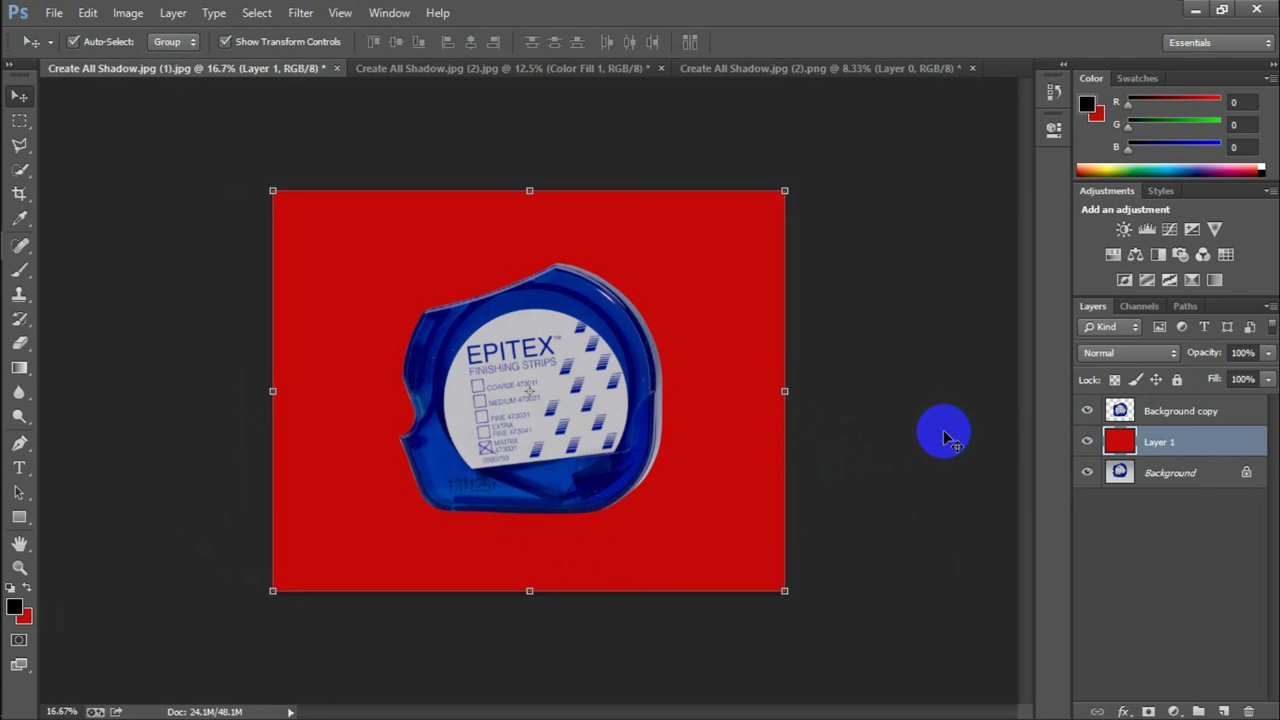 Ps File Edit Image Layer Type Select Filter View Window Help
Auto-Select: Group Show Transform Controls Essentials
Create All Shadow.jpg (1).jpg @ 16.7% (Layer 1, RGB/8) * × Create All Shadow.jpg (2).jpg @ 12.5% (Color Fill 1, RGB/8) * × Create All Shadow.jpg (2).png @ 8.33% (Layer 0, RGB/8) * ×
Color Swatches
R 0
G 0
B 0
Adjustments Styles
Add an adjustment
Layers Channels Paths
Kind
Normal Opacity: 100%
Lock: Fill: 100%
Background copy
Layer 1
Background
EPITEX™
FINISHING STRIPS
COARSE 473011
MEDIUM 473021
FINE 473031
EXTRA
FINE 473041
MATRIX
473001
1311251
16.67% Doc: 24.1M/48.1M